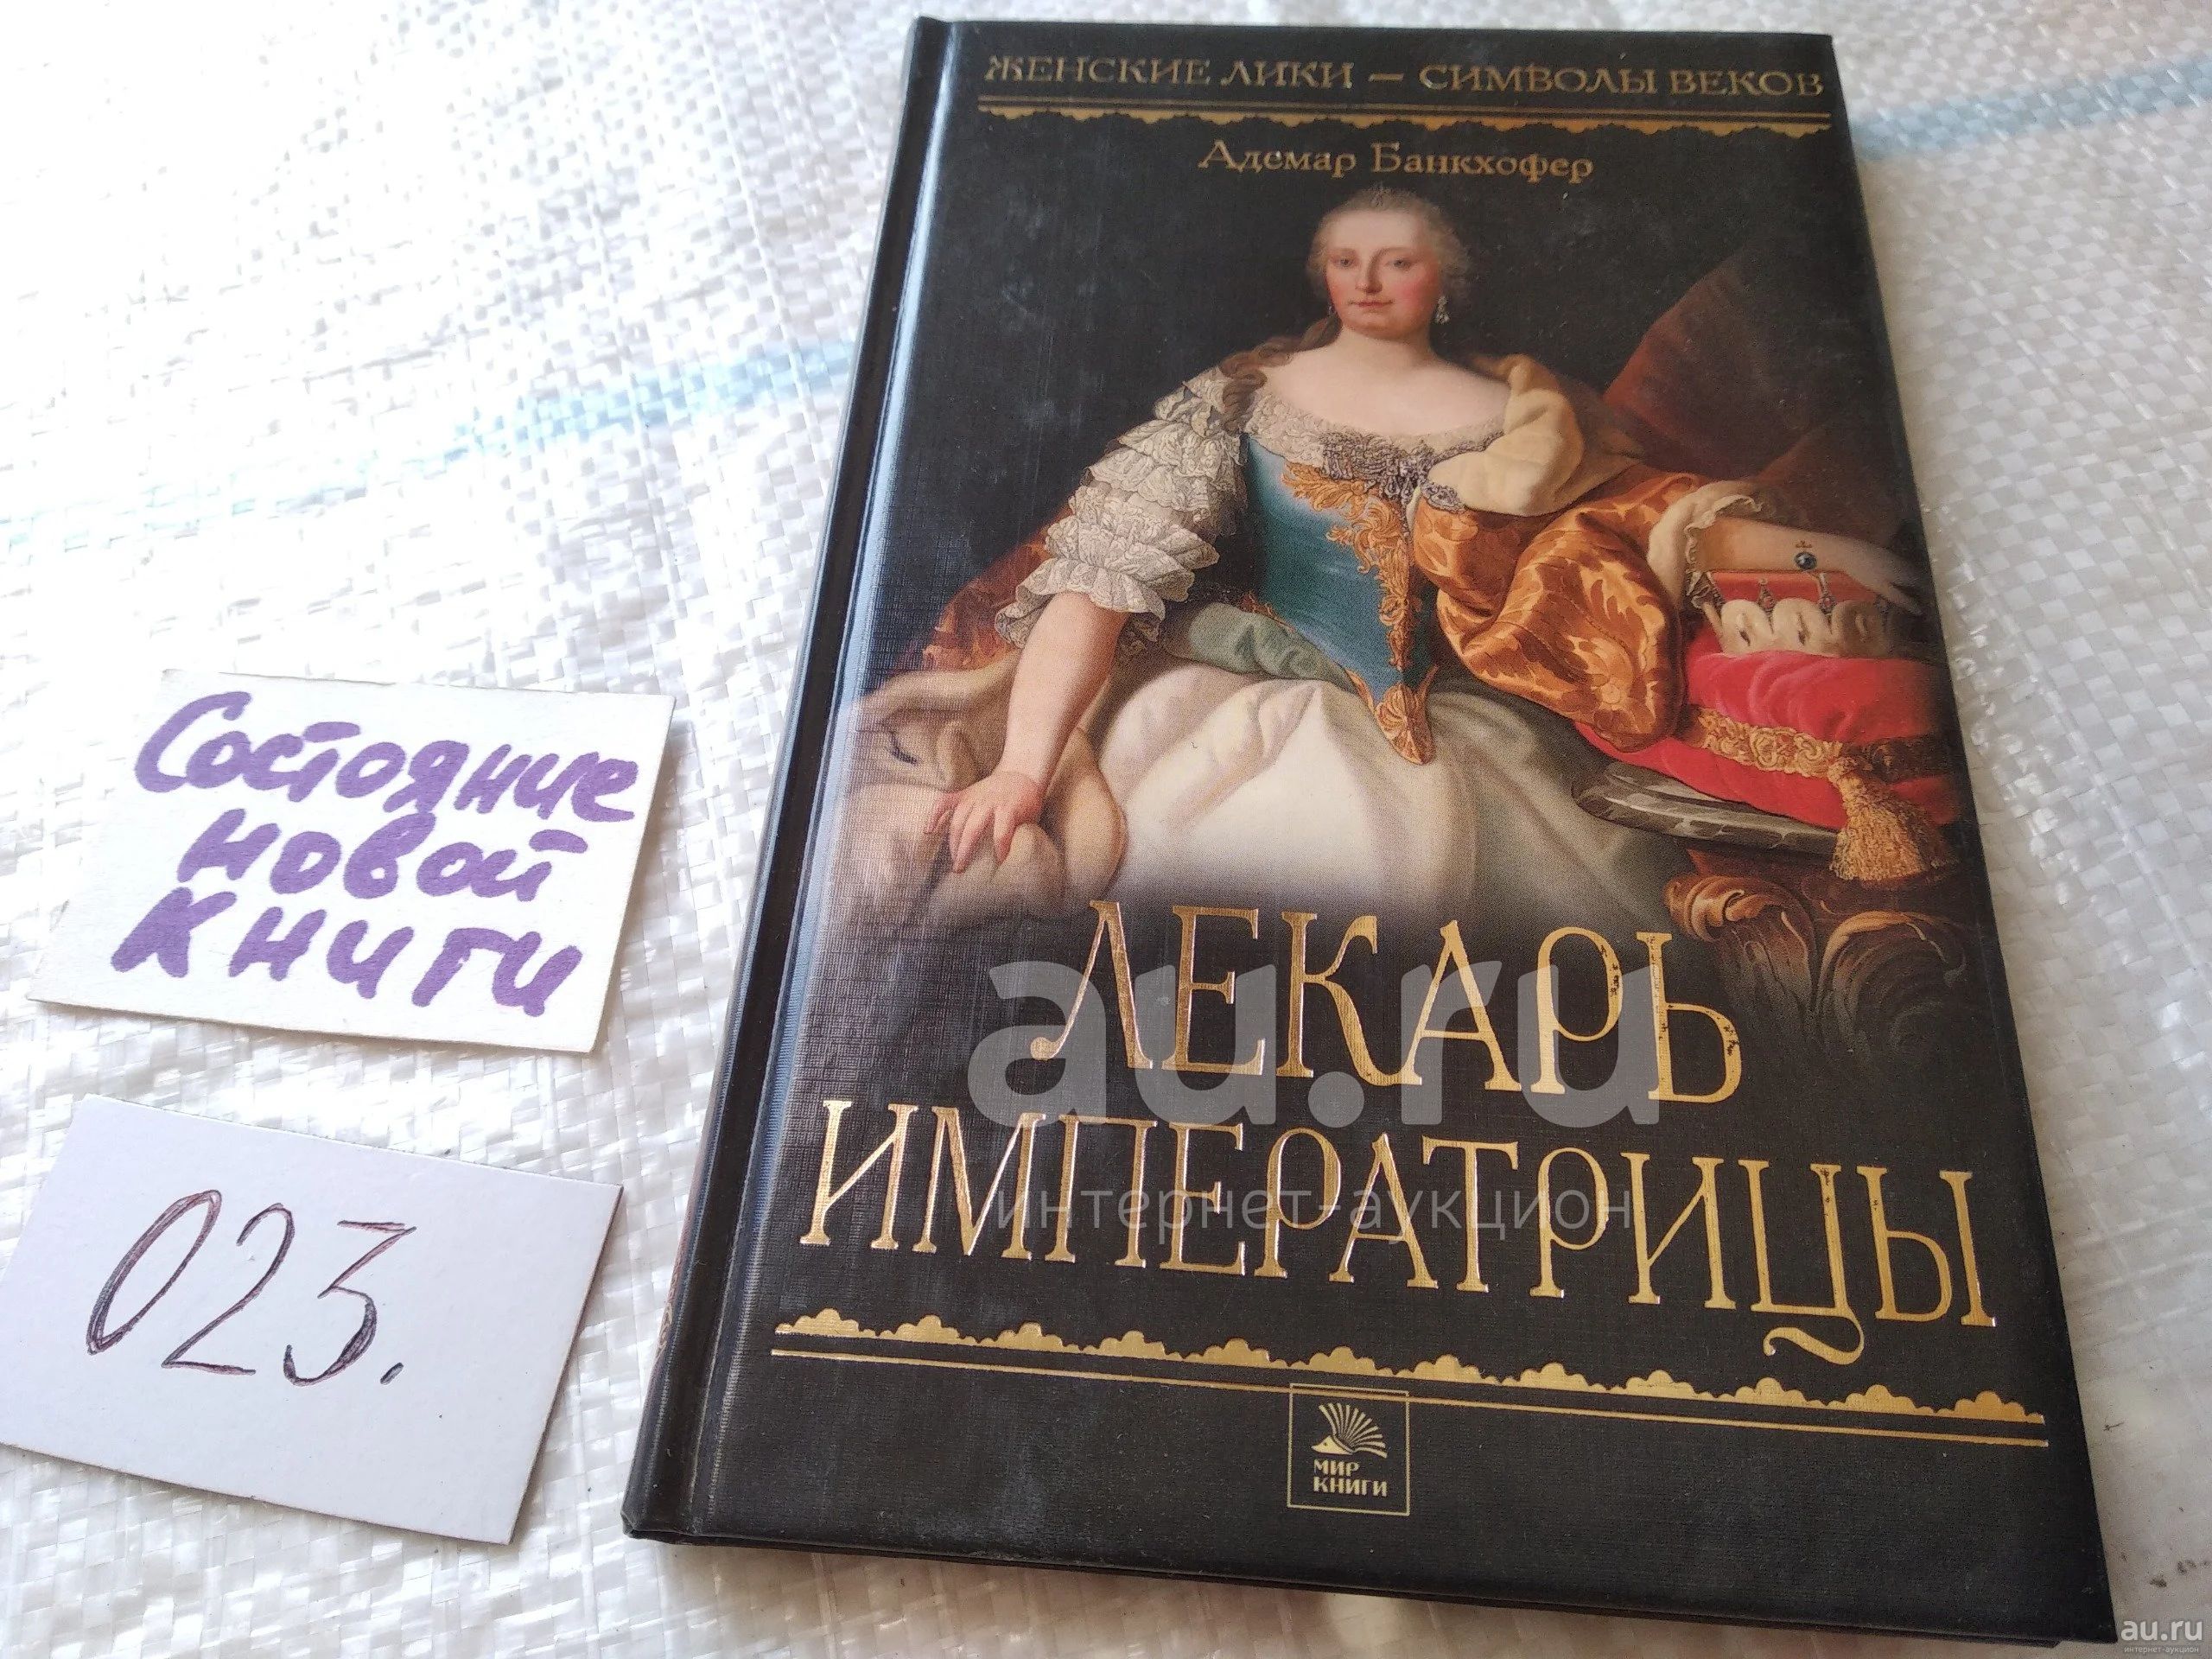 ЖЕНСКИЕ ЛИКИ — СИМВОЛЫ ВЕКОВ
Адемар Банкхофер
ЛЕКАРЬ
ИМПЕРАТРИЦЫ
МИР
КНИГИ
Состояние
новой
книги
023.
au.ru
интернет-аукцион
au.ru
интернет-аукцион